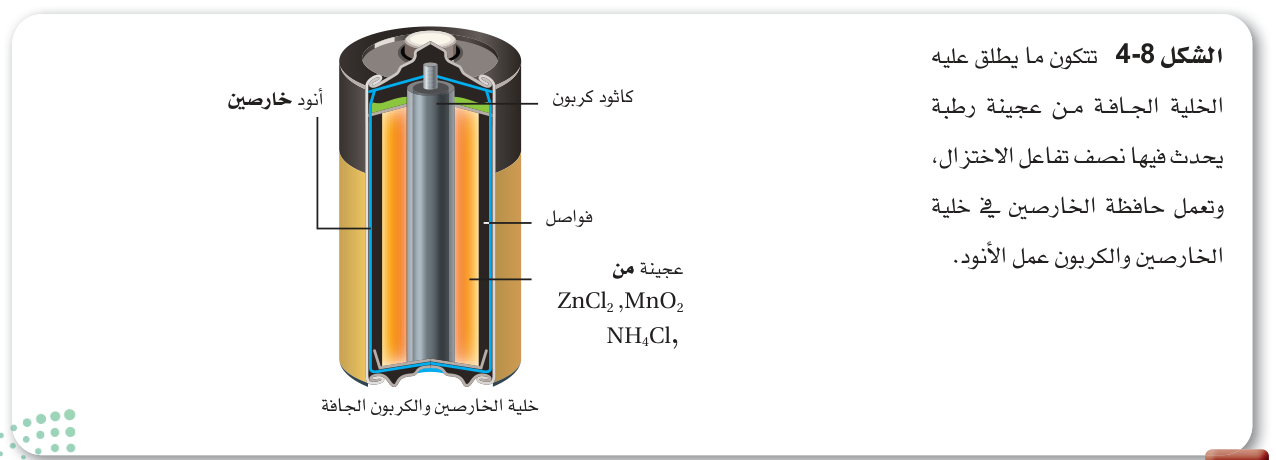 الشكل 8-4 تتكون ما يطلق عليه
الخلية الجافة من عجينة رطبة
يحدث فيها نصف تفاعل الاختزال،
وتعمل حافظة الخارصين في خلية
الخارصين والكربون عمل الأنود.
كاثود كربون
أنود خارصين
فواصل
عجينة من
ZnCl₂ ,MnO₂
NH₄Cl,
خلية الخارصين والكربون الجافة